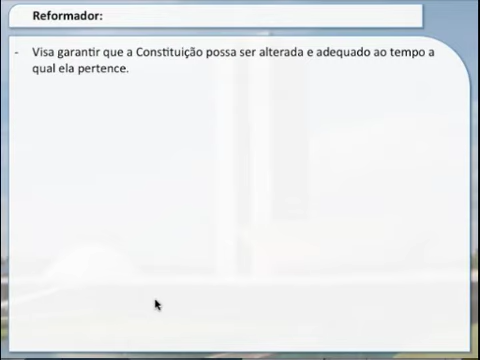 Reformador:
- Visa garantir que a Constituição possa ser alterada e adequado ao tempo a
qual ela pertence.